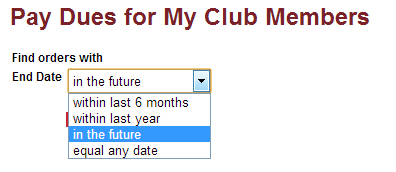 Pay Dues for My Club Members
Find orders with
End Date in the future
within last 6 months
within last year
in the future
equal any date